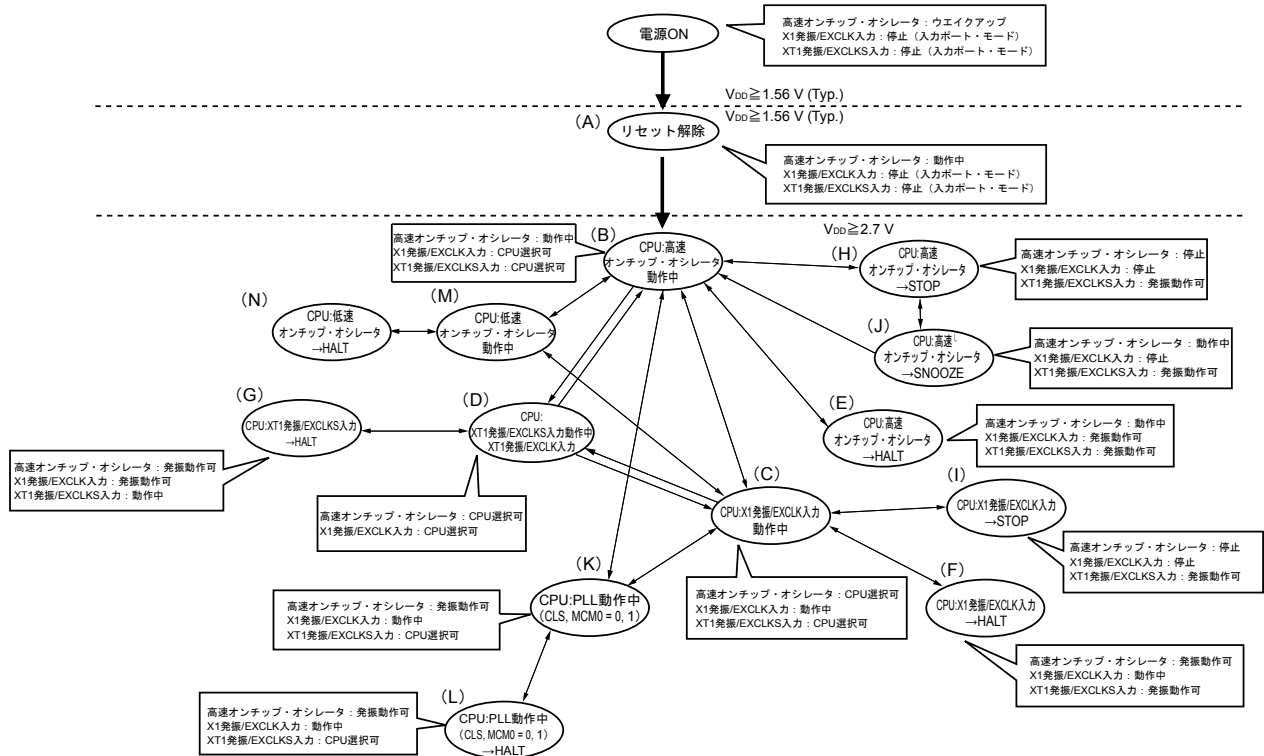 電源ON
高速オンチップ・オシレータ：ウエイクアップ
X1発振/EXCLK入力：停止（入力ポート・モード）
XT1発振/EXCLKS入力：停止（入力ポート・モード）
VDD≧1.56 V (Typ.)
VDD≧1.56 V (Typ.)
（A）
リセット解除
高速オンチップ・オシレータ：動作中
X1発振/EXCLK入力：停止（入力ポート・モード）
XT1発振/EXCLKS入力：停止（入力ポート・モード）
VDD≧2.7 V
高速オンチップ・オシレータ：動作中
X1発振/EXCLK入力：CPU選択可
XT1発振/EXCLKS入力：CPU選択可
（B）
CPU:高速
オンチップ・オシレータ
動作中
（H）
CPU:高速
オンチップ・オシレータ
→STOP
高速オンチップ・オシレータ：停止
X1発振/EXCLK入力：停止
XT1発振/EXCLKS入力：発振動作可
（N）
CPU:低速
オンチップ・オシレータ
→HALT
（M）
CPU:低速
オンチップ・オシレータ
動作中
（J）
CPU:高速
オンチップ・オシレータ
→SNOOZE
高速オンチップ・オシレータ：動作中
X1発振/EXCLK入力：停止
XT1発振/EXCLKS入力：発振動作可
（G）
CPU:XT1発振/EXCLKS入力
→HALT
高速オンチップ・オシレータ：発振動作可
X1発振/EXCLK入力：発振動作可
XT1発振/EXCLKS入力：動作中
（D）
CPU:
XT1発振/EXCLKS入力動作中
XT1発振/EXCLK入力
高速オンチップ・オシレータ：CPU選択可
X1発振/EXCLK入力：CPU選択可
（E）
CPU:高速
オンチップ・オシレータ
→HALT
高速オンチップ・オシレータ：動作中
X1発振/EXCLK入力：発振動作可
XT1発振/EXCLKS入力：発振動作可
（C）
CPU:X1発振/EXCLK入力
動作中
高速オンチップ・オシレータ：CPU選択可
X1発振/EXCLK入力：動作中
XT1発振/EXCLKS入力：CPU選択可
（I）
CPU:X1発振/EXCLK入力
→STOP
高速オンチップ・オシレータ：停止
X1発振/EXCLK入力：停止
XT1発振/EXCLKS入力：発振動作可
（F）
CPU:X1発振/EXCLK入力
→HALT
高速オンチップ・オシレータ：発振動作可
X1発振/EXCLK入力：動作中
XT1発振/EXCLKS入力：発振動作可
（K）
CPU:PLL動作中
（CLS, MCM0 = 0, 1）
高速オンチップ・オシレータ：発振動作可
X1発振/EXCLK入力：動作中
XT1発振/EXCLKS入力：CPU選択可
（L）
CPU:PLL動作中
（CLS, MCM0 = 0, 1）
→HALT
高速オンチップ・オシレータ：発振動作可
X1発振/EXCLK入力：動作中
XT1発振/EXCLKS入力：CPU選択可